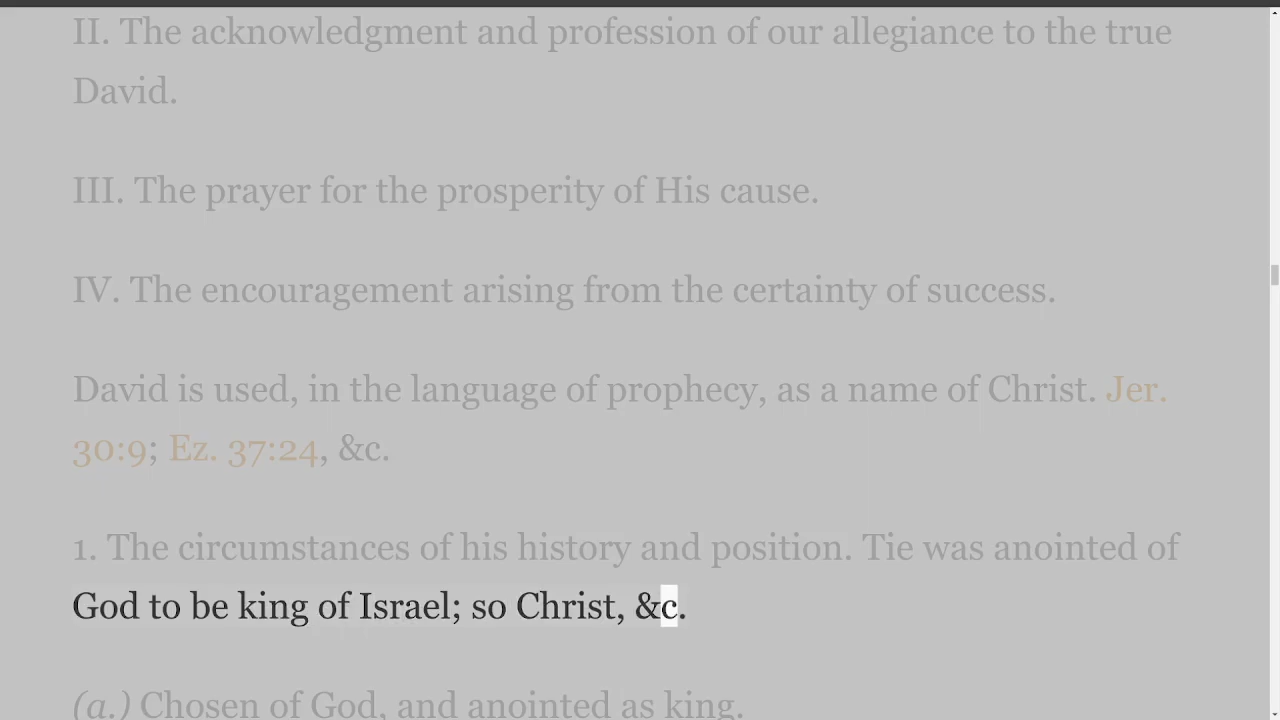 II. The acknowledgment and profession of our allegiance to the true
David.
III. The prayer for the prosperity of His cause.
IV. The encouragement arising from the certainty of success.
David is used, in the language of prophecy, as a name of Christ. Jer.
30:9; Ez. 37:24, &c.
1. The circumstances of his history and position. Tie was anointed of
God to be king of Israel; so Christ, &c.
(a.) Chosen of God, and anointed as king.